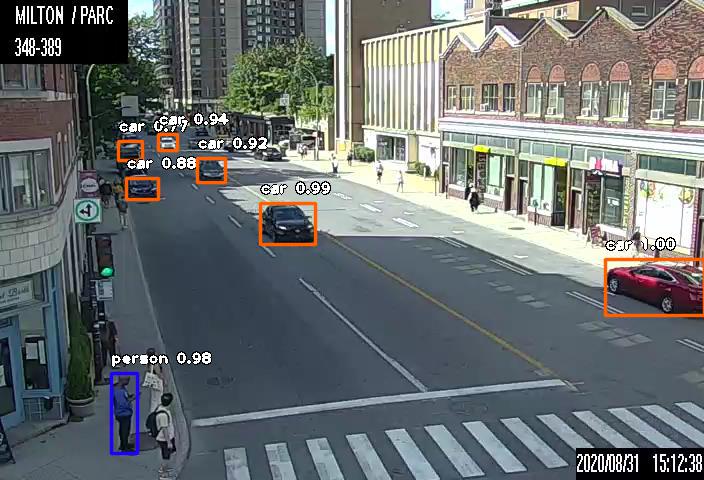 MILTON / PARC
348-389
car 0.94
car 0.77
car 0.92
car 0.88
car 0.99
car 1.00
person 0.98
2020/08/31 15:12:38